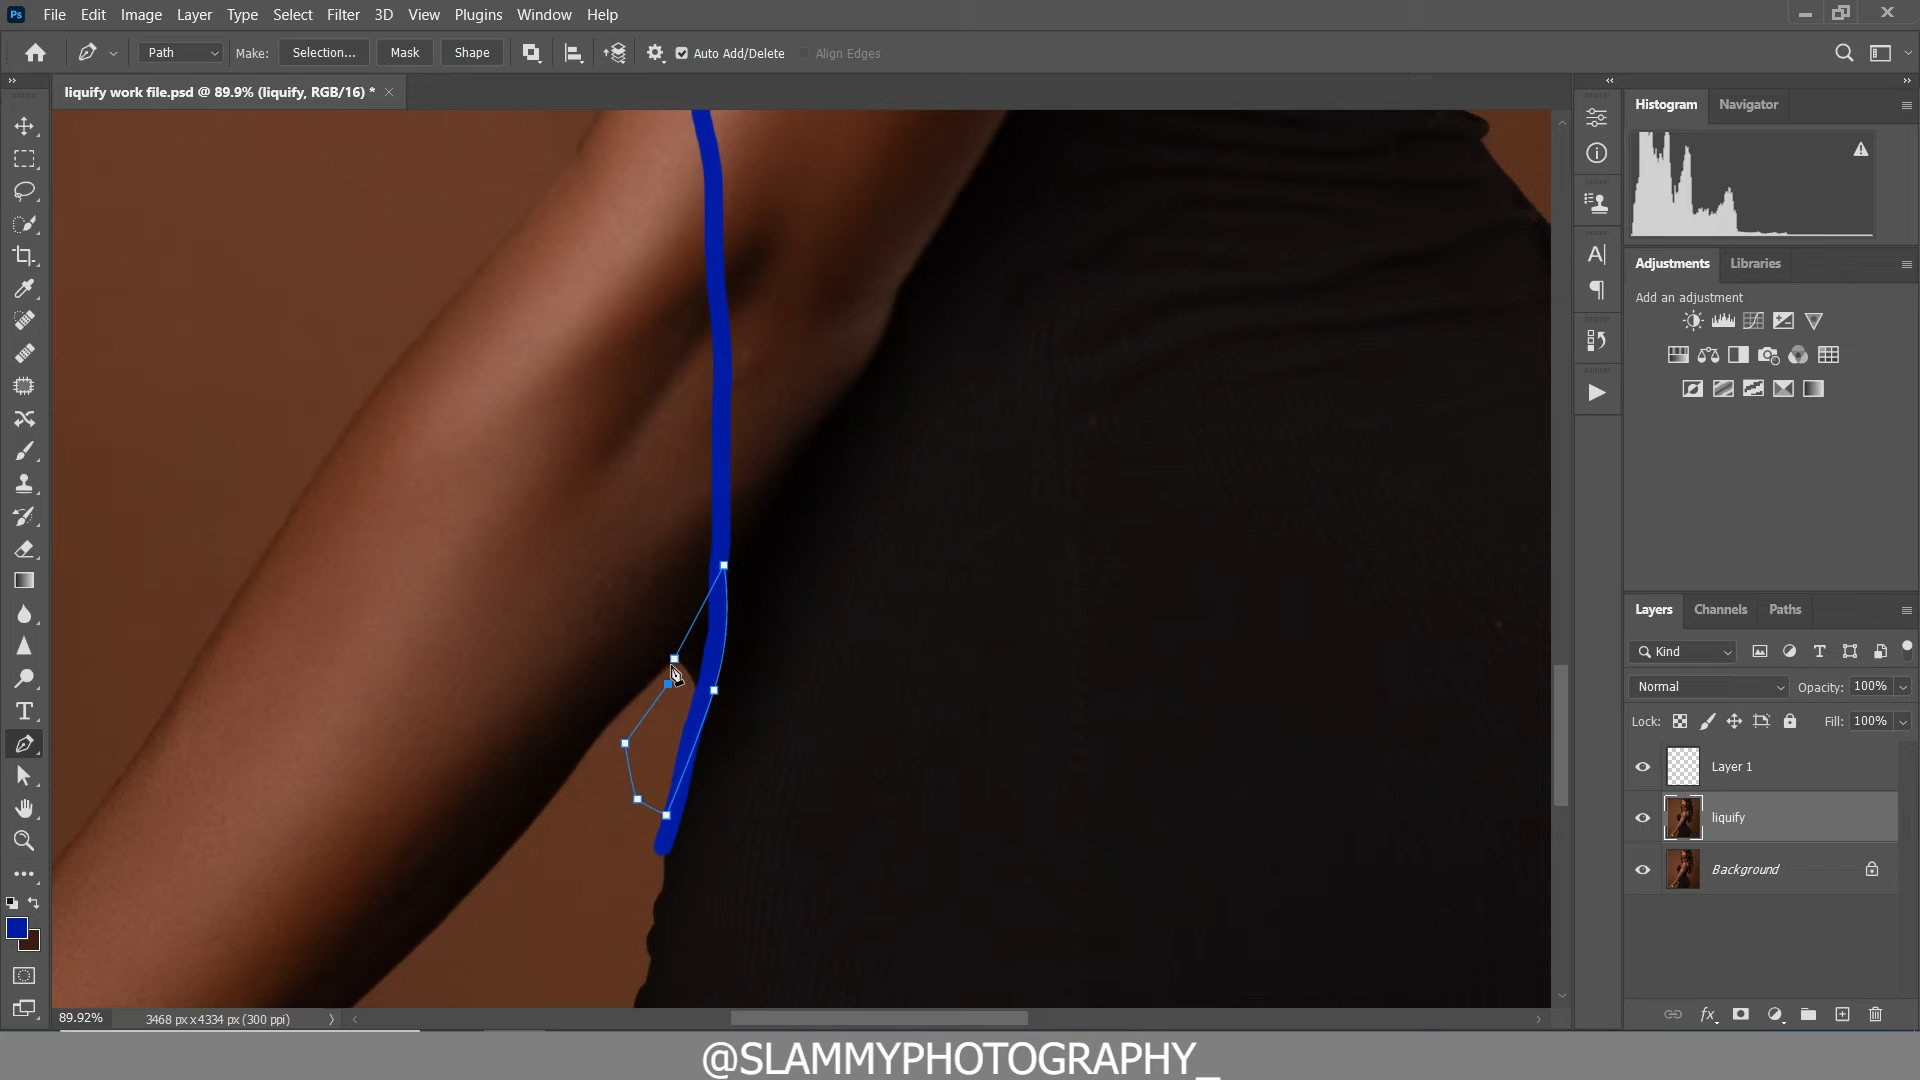 Ps File Edit Image Layer Type Select Filter 3D View Plugins Window Help
Path Make: Selection... Mask Shape Auto Add/Delete Align Edges
liquify work file.psd @ 89.9% (liquify, RGB/16) *
Histogram Navigator
Adjustments Libraries
Add an adjustment
Layers Channels Paths
Kind
Normal Opacity: 100%
Lock: Fill: 100%
Layer 1
liquify
Background
89.92% 3468 px x 4334 px (300 ppi)
@SLAMMYPHOTOGRAPHY_